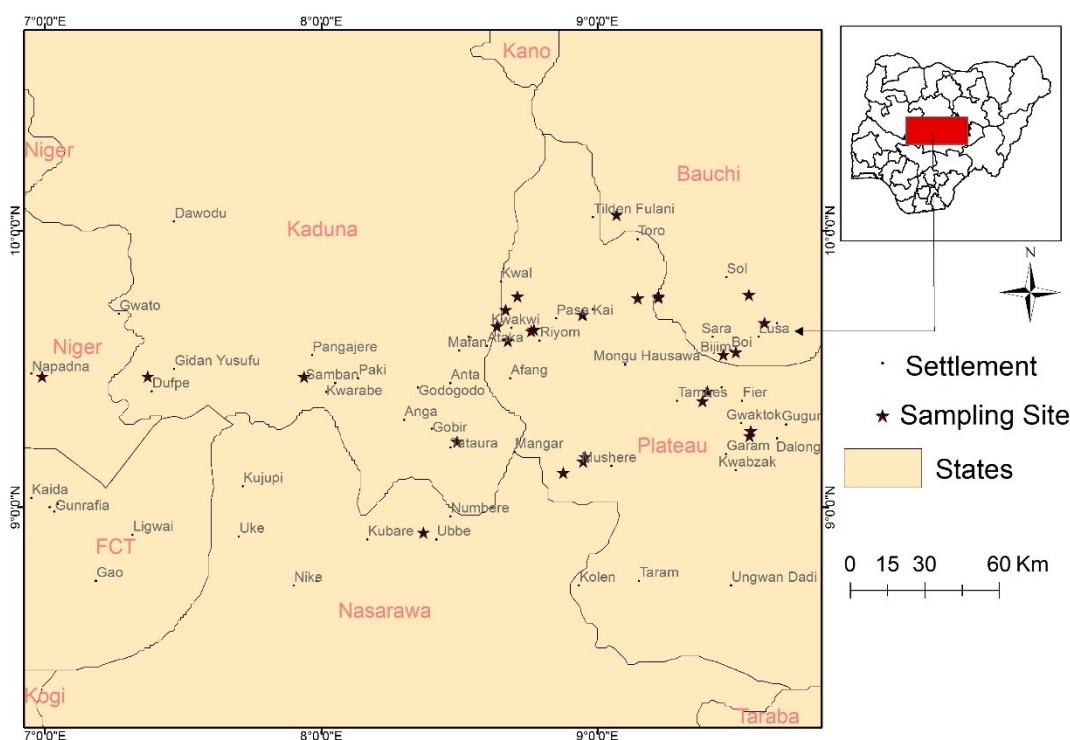 7°0'0"E
8°0'0"E
9°0'0"E
Kano
Niger
Bauchi
Dawodu
Tilden Fulani
Kaduna
Toro
10°0'0"N
10°0'0"N
Kwal
Sol
Gwato
Pasa Kai
Kwakwi
Lusa
Riyom
Ataka
Sara
Boi
Niger
Pangajere
Bijim
Gidan Yusufu
Mongu Hausawa
Napadna
Samban
Paki
Anta
Afang
Dufpe
Kwarabe
Godogodo
Fier
Anga
Gwaktok
Gugur
Gobir
Mangar
Plateau
Garam
Dalong
Mushere
Kwabzak
Kujupi
Kaida
Numbere
9°0'0"N
9°0'0"N
Gunrafia
Ligwai
Uke
Kubare
Ubbe
FCT
Gao
Nike
Kolen
Taram
Ungwan Dadi
Nasarawa
Kogi
Taraba
7°0'0"E
8°0'0"E
9°0'0"E
N
Settlement
Sampling Site
States
0 15 30 60 Km